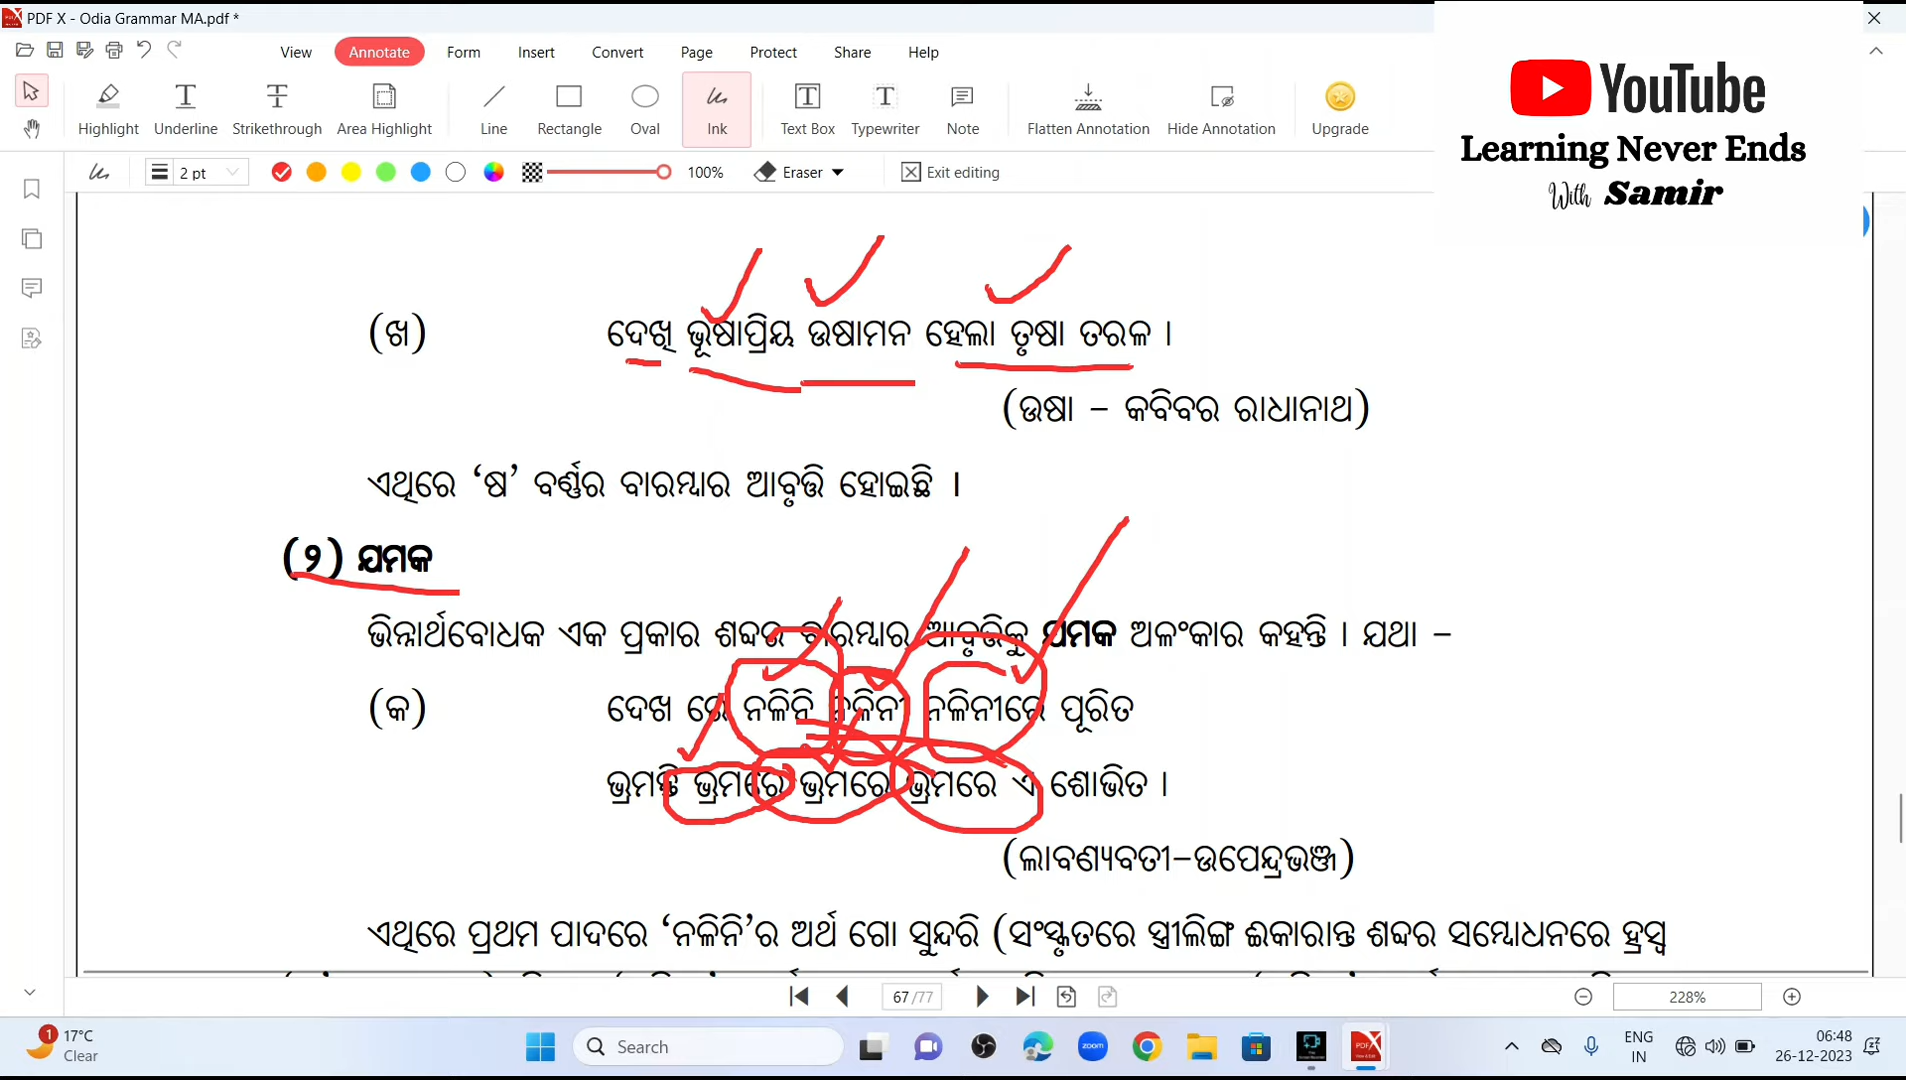 PDF X - Odia Grammar MA.pdf *
View Annotate Form Insert Convert Page Protect Share Help
Highlight Underline Strikethrough Area Highlight Line Rectangle Oval Ink Text Box Typewriter Note Flatten Annotation Hide Annotation Upgrade
2 pt 100% Eraser Exit editing
YouTube
Learning Never Ends
With Samir
(ଖ) ଦେଖି ଭୂଷାପ୍ରିୟ ଉଷାମନ ହେଲା ତୃଷା ତରଳ ।
(ଉଷା – କବିବର ରାଧାନାଥ)
ଏଥିରେ ‘ଷ’ ବର୍ଣ୍ଣର ବାରମ୍ବାର ଆବୃତ୍ତି ହୋଇଛି ।
(୨) ଯମକ
ଭିନ୍ନାର୍ଥବୋଧକ ଏକ ପ୍ରକାର ଶବ୍ଦର ବାରମ୍ବାର ଆବୃତ୍ତିକୁ ଯମକ ଅଳଂକାର କହନ୍ତି । ଯଥା –
(କ) ଦେଖ ରେ ନଳିନି ନଳିନୀ ନଳିନୀରେ ପୂରିତ
ଭ୍ରମନ୍ତି ଭ୍ରମରେ ଭ୍ରମରେ ଭ୍ରମରେ ଏ ଶୋଭିତ ।
(ଲାବଣ୍ୟବତୀ–ଉପେନ୍ଦ୍ରଭଞ୍ଜ)
ଏଥିରେ ପ୍ରଥମ ପାଦରେ ‘ନଳିନି’ର ଅର୍ଥ ଗୋ ସୁନ୍ଦରି (ସଂସ୍କୃତରେ ସ୍ତ୍ରୀଲିଙ୍ଗ ଈକାରାନ୍ତ ଶବ୍ଦର ସମ୍ବୋଧନରେ ହ୍ରସ୍ୱ
67 /77 228%
1 17°C
Clear
Search
zoom
ENG
IN
06:48
26-12-2023